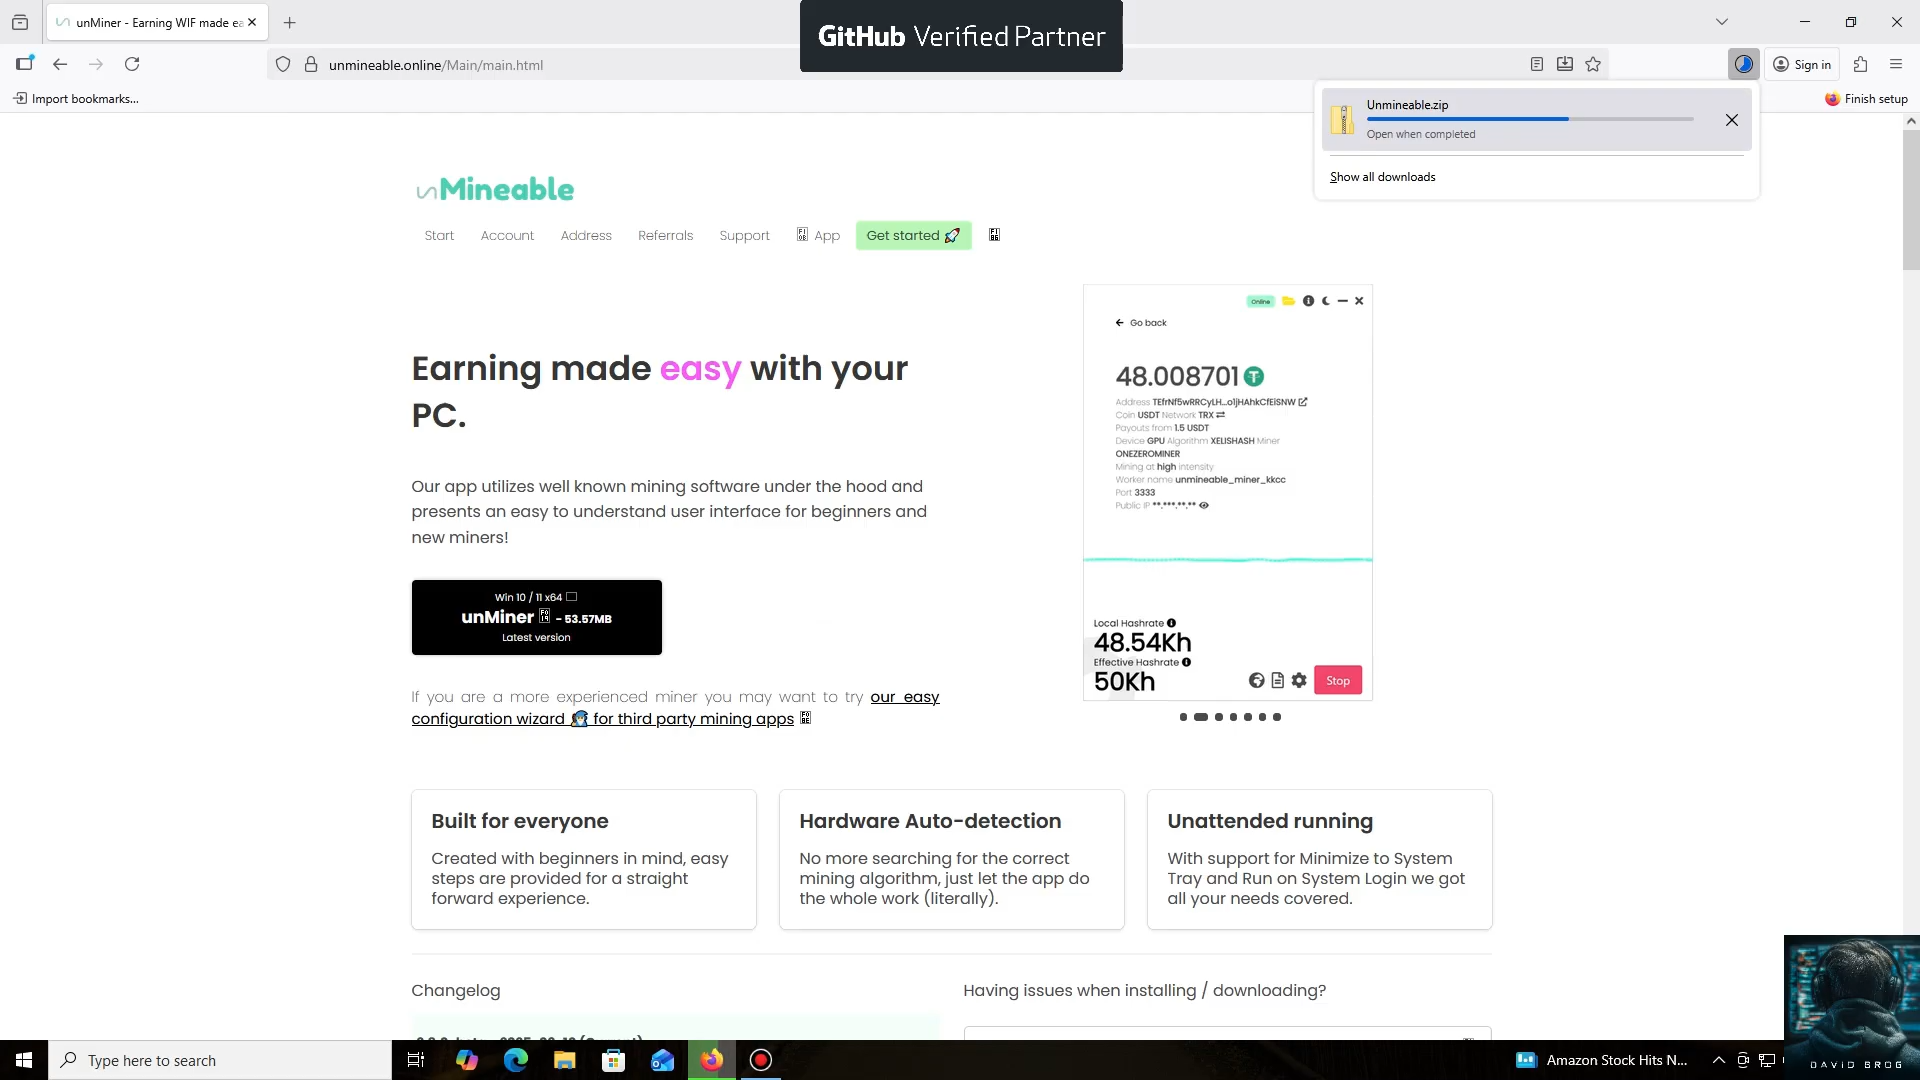 unMiner - Earning WIF made ea
GitHub Verified Partner
unmineable.online/Main/main.html
Sign in
Import bookmarks...
Finish setup
Unmineable.zip
Open when completed
Show all downloads
unMineable
Start
Account
Address
Referrals
Support
App
Get started 🚀
Online
Go back
48.008701
Address TEfrNf5wRRCyLH...o1jHAhkCfEiSNW
Coin USDT Network TRX
Payouts from 1.5 USDT
Device GPU Algorithm XELISHASH Miner
ONEZEROMINER
Mining at high intensity
Worker name unmineable_miner_kkcc
Port 3333
Public IP **.***.**.**
Local Hashrate
48.54Kh
Effective Hashrate
50Kh
Stop
Earning made easy with your
PC.
Our app utilizes well known mining software under the hood and
presents an easy to understand user interface for beginners and
new miners!
Win 10 / 11 x64
unMiner - 53.57MB
Latest version
If you are a more experienced miner you may want to try our easy
configuration wizard for third party mining apps
Built for everyone
Created with beginners in mind, easy
steps are provided for a straight
forward experience.
Hardware Auto-detection
No more searching for the correct
mining algorithm, just let the app do
the whole work (literally).
Unattended running
With support for Minimize to System
Tray and Run on System Login we got
all your needs covered.
Changelog
Having issues when installing / downloading?
Type here to search
Amazon Stock Hits N...
DAVID BROG